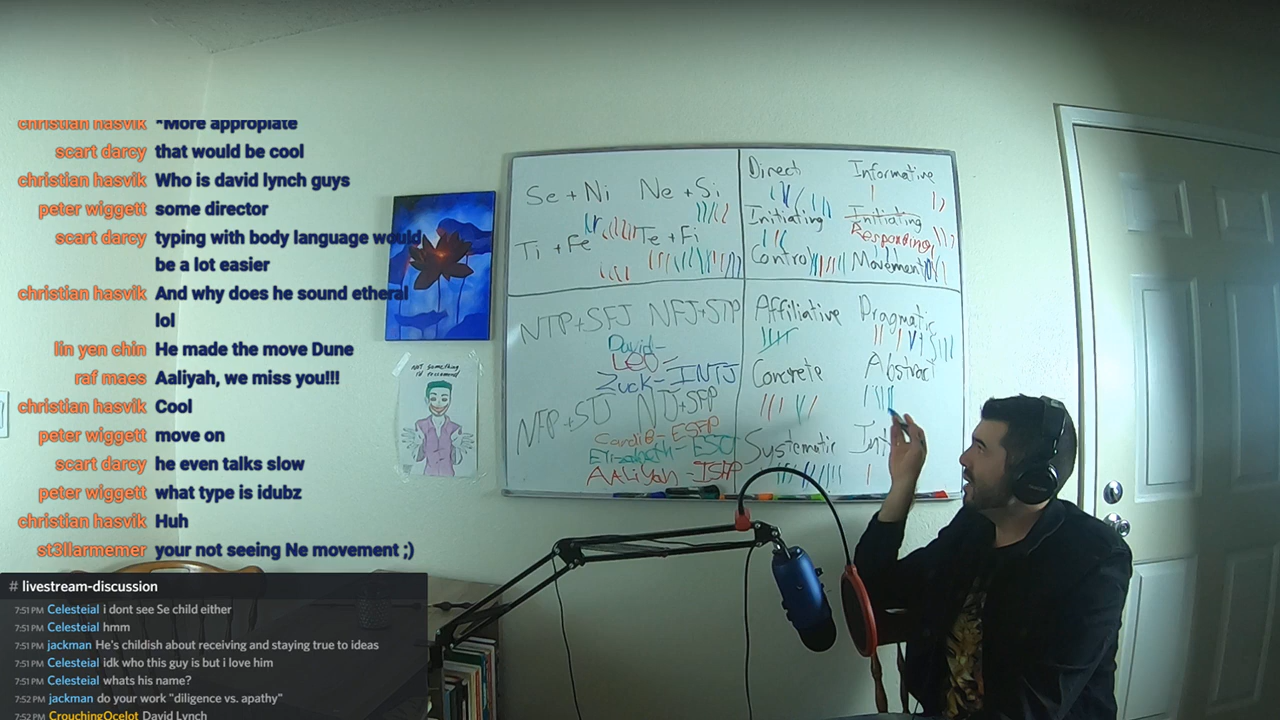 christian hasvik *More appropiate
scart darcy that would be cool
christian hasvik Who is david lynch guys
peter wiggett some director
scart darcy typing with body language would
be a lot easier
christian hasvik And why does he sound etheral
lol
lin yen chin He made the move Dune
raf maes Aaliyah, we miss you!!!
christian hasvik Cool
peter wiggett move on
scart darcy he even talks slow
peter wiggett what type is idubz
christian hasvik Huh
st3llarmemer your not seeing Ne movement ;)
# livestream-discussion
7:51 PM Celesteial i dont see Se child either
7:51 PM Celesteial hmm
7:51 PM jackman He's childish about receiving and staying true to ideas
7:51 PM Celesteial idk who this guy is but i love him
7:51 PM Celesteial whats his name?
7:52 PM jackman do your work "diligence vs. apathy"
7:52 PM CrouchingOcelot David Lynch
NOT something
I'd recommend
Se + Ni Ne + Si
Ti + Fe Te + Fi
Direct Informative
Initiating Initiating
Responding
Control Movement
NTP + SFJ NFJ + STP
David-
LEO
Zuck - INTJ
NFP + STJ NTJ + SFP
Cardi B - ESFP
Elizabeth -
AALiYah - ISFP
Affiliative Pragmatic
Concrete Abstract
Systematic